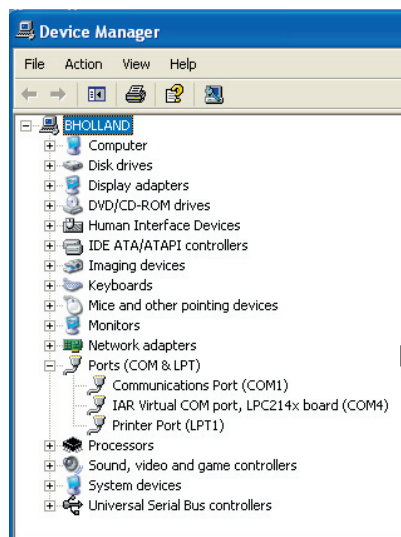 Device Manager
File Action View Help
BHOLLAND
Computer
Disk drives
Display adapters
DVD/CD-ROM drives
Human Interface Devices
IDE ATA/ATAPI controllers
Imaging devices
Keyboards
Mice and other pointing devices
Monitors
Network adapters
Ports (COM & LPT)
Communications Port (COM1)
IAR Virtual COM port, LPC214x board (COM4)
Printer Port (LPT1)
Processors
Sound, video and game controllers
System devices
Universal Serial Bus controllers